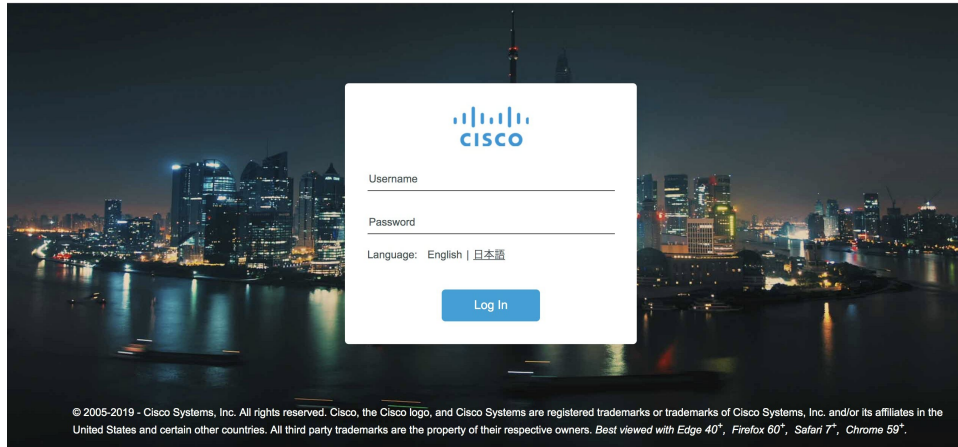 CISCO
Username
Password
Language: English | 日本語
Log In
© 2005-2019 - Cisco Systems, Inc. All rights reserved. Cisco, the Cisco logo, and Cisco Systems are registered trademarks or trademarks of Cisco Systems, Inc. and/or its affiliates in the
United States and certain other countries. All third party trademarks are the property of their respective owners. Best viewed with Edge 40+, Firefox 60+, Safari 7+, Chrome 59+.